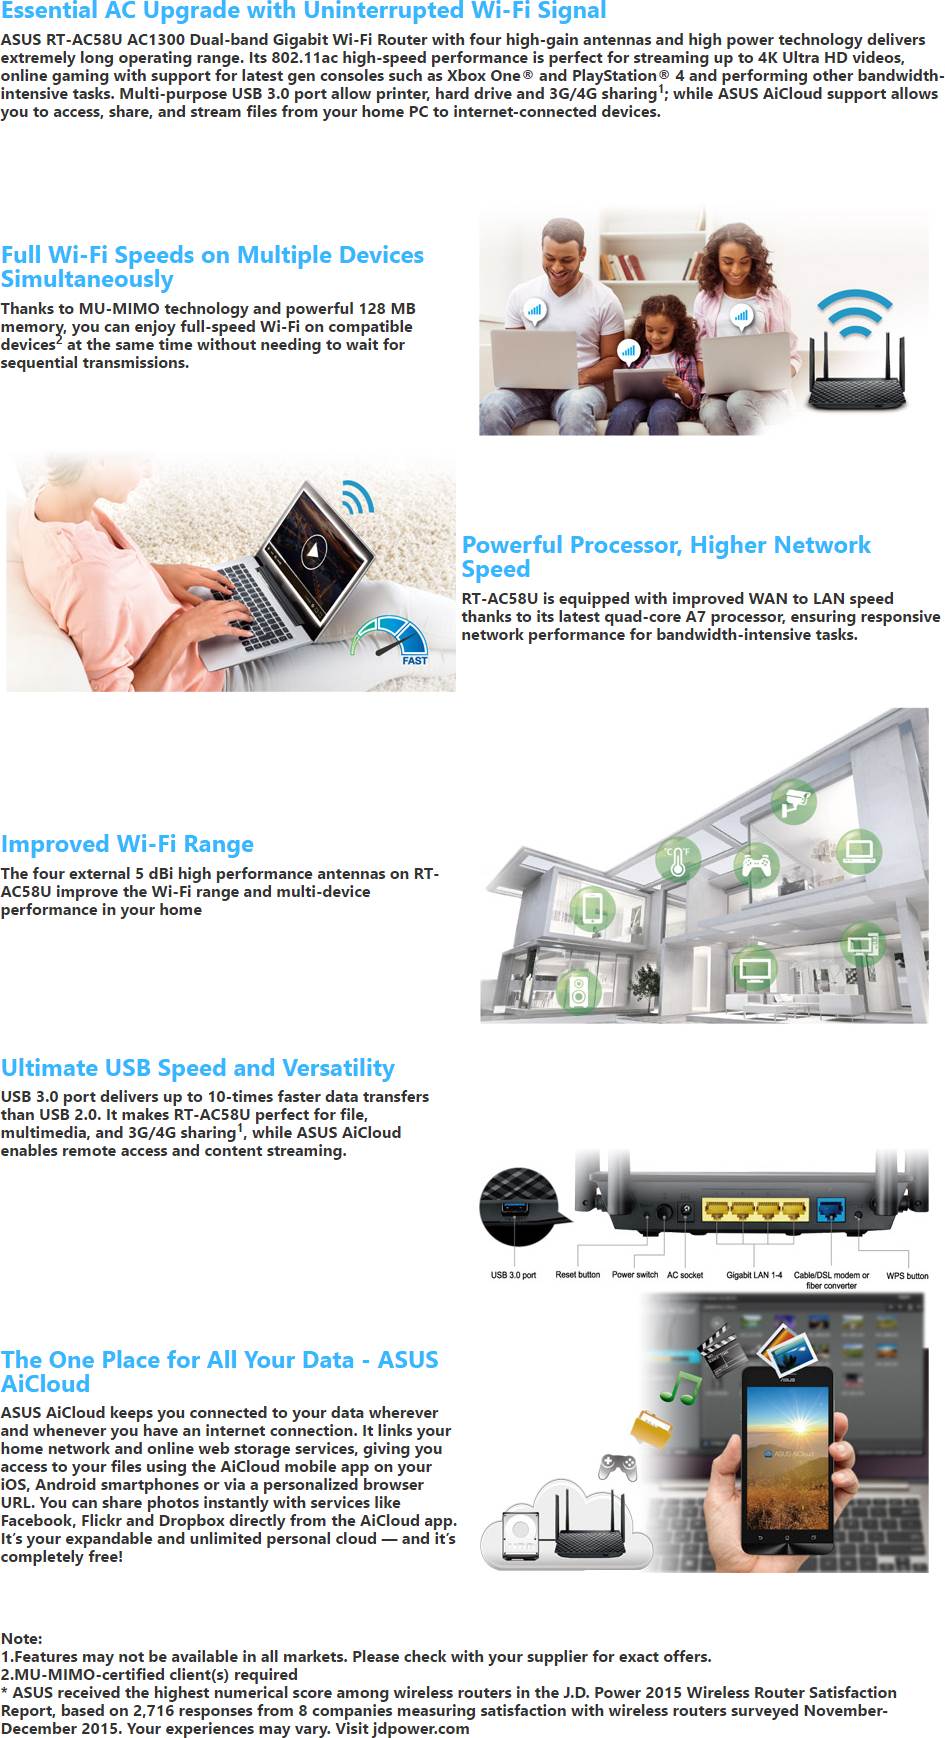 Essential AC Upgrade with Uninterrupted Wi-Fi Signal
ASUS RT-AC58U AC1300 Dual-band Gigabit Wi-Fi Router with four high-gain antennas and high power technology delivers
extremely long operating range. Its 802.11ac high-speed performance is perfect for streaming up to 4K Ultra HD videos,
online gaming with support for latest gen consoles such as Xbox One® and PlayStation® 4 and performing other bandwidth-
intensive tasks. Multi-purpose USB 3.0 port allow printer, hard drive and 3G/4G sharing1; while ASUS AiCloud support allows
you to access, share, and stream files from your home PC to internet-connected devices.
Full Wi-Fi Speeds on Multiple Devices
Simultaneously
Thanks to MU-MIMO technology and powerful 128 MB
memory, you can enjoy full-speed Wi-Fi on compatible
devices2 at the same time without needing to wait for
sequential transmissions.
FAST
Powerful Processor, Higher Network
Speed
RT-AC58U is equipped with improved WAN to LAN speed
thanks to its latest quad-core A7 processor, ensuring responsive
network performance for bandwidth-intensive tasks.
Improved Wi-Fi Range
The four external 5 dBi high performance antennas on RT-
AC58U improve the Wi-Fi range and multi-device
performance in your home
°C °F
Ultimate USB Speed and Versatility
USB 3.0 port delivers up to 10-times faster data transfers
than USB 2.0. It makes RT-AC58U perfect for file,
multimedia, and 3G/4G sharing1, while ASUS AiCloud
enables remote access and content streaming.
USB 3.0 port Reset button Power switch AC socket Gigabit LAN 1-4 Cable/DSL modem or WPS button
fiber converter
The One Place for All Your Data - ASUS
AiCloud
ASUS AiCloud keeps you connected to your data wherever
and whenever you have an internet connection. It links your
home network and online web storage services, giving you
access to your files using the AiCloud mobile app on your
iOS, Android smartphones or via a personalized browser
URL. You can share photos instantly with services like
Facebook, Flickr and Dropbox directly from the AiCloud app.
It's your expandable and unlimited personal cloud — and it's
completely free!
ASUS
ASUS AiCloud
Note:
1.Features may not be available in all markets. Please check with your supplier for exact offers.
2.MU-MIMO-certified client(s) required
* ASUS received the highest numerical score among wireless routers in the J.D. Power 2015 Wireless Router Satisfaction
Report, based on 2,716 responses from 8 companies measuring satisfaction with wireless routers surveyed November-
December 2015. Your experiences may vary. Visit jdpower.com